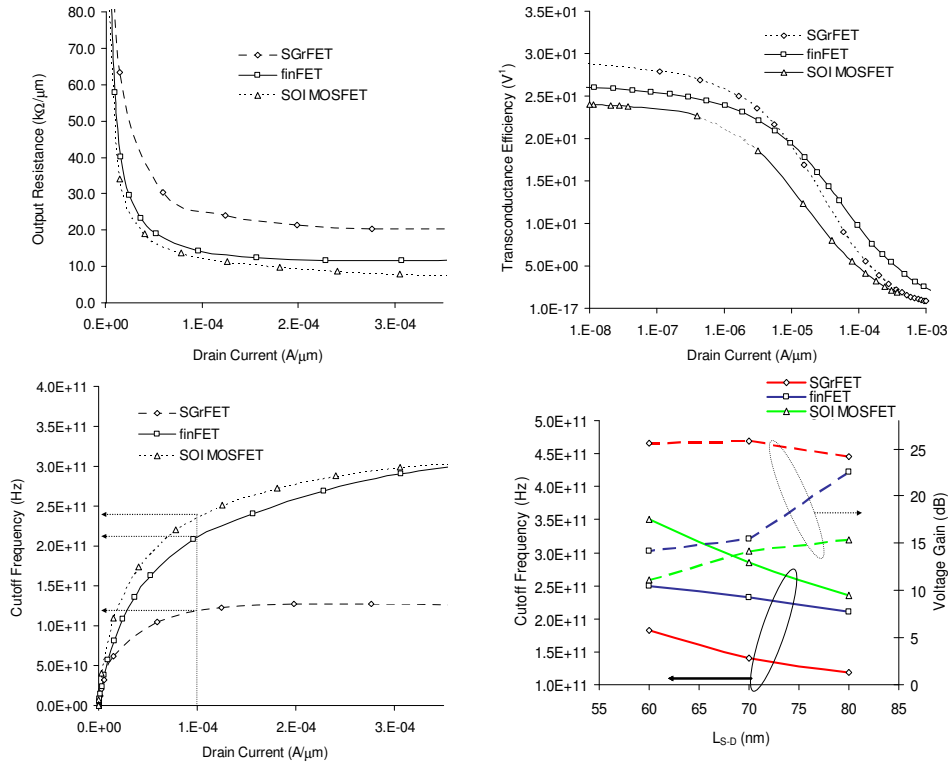 80.0
70.0
60.0
50.0
40.0
30.0
20.0
10.0
0.0
Output Resistance (kΩ/μm)
SGrFET
finFET
SOI MOSFET
0.E+00
1.E-04
2.E-04
3.E-04
Drain Current (A/μm)
3.5E+01
3.0E+01
2.5E+01
2.0E+01
1.5E+01
1.0E+01
5.0E+00
1.0E-17
Transconductance Efficiency (V¹)
SGrFET
finFET
SOI MOSFET
1.E-08
1.E-07
1.E-06
1.E-05
1.E-04
1.E-03
Drain Current (A/μm)
4.0E+11
3.5E+11
3.0E+11
2.5E+11
2.0E+11
1.5E+11
1.0E+11
5.0E+10
0.0E+00
Cutoff Frequency (Hz)
SGrFET
finFET
SOI MOSFET
0.E+00
1.E-04
2.E-04
3.E-04
Drain Current (A/μm)
SGrFET
finFET
SOI MOSFET
5.0E+11
4.5E+11
4.0E+11
3.5E+11
3.0E+11
2.5E+11
2.0E+11
1.5E+11
1.0E+11
Cutoff Frequency (Hz)
25
20
15
10
5
0
Voltage Gain (dB)
55
60
65
70
75
80
85
L S-D (nm)